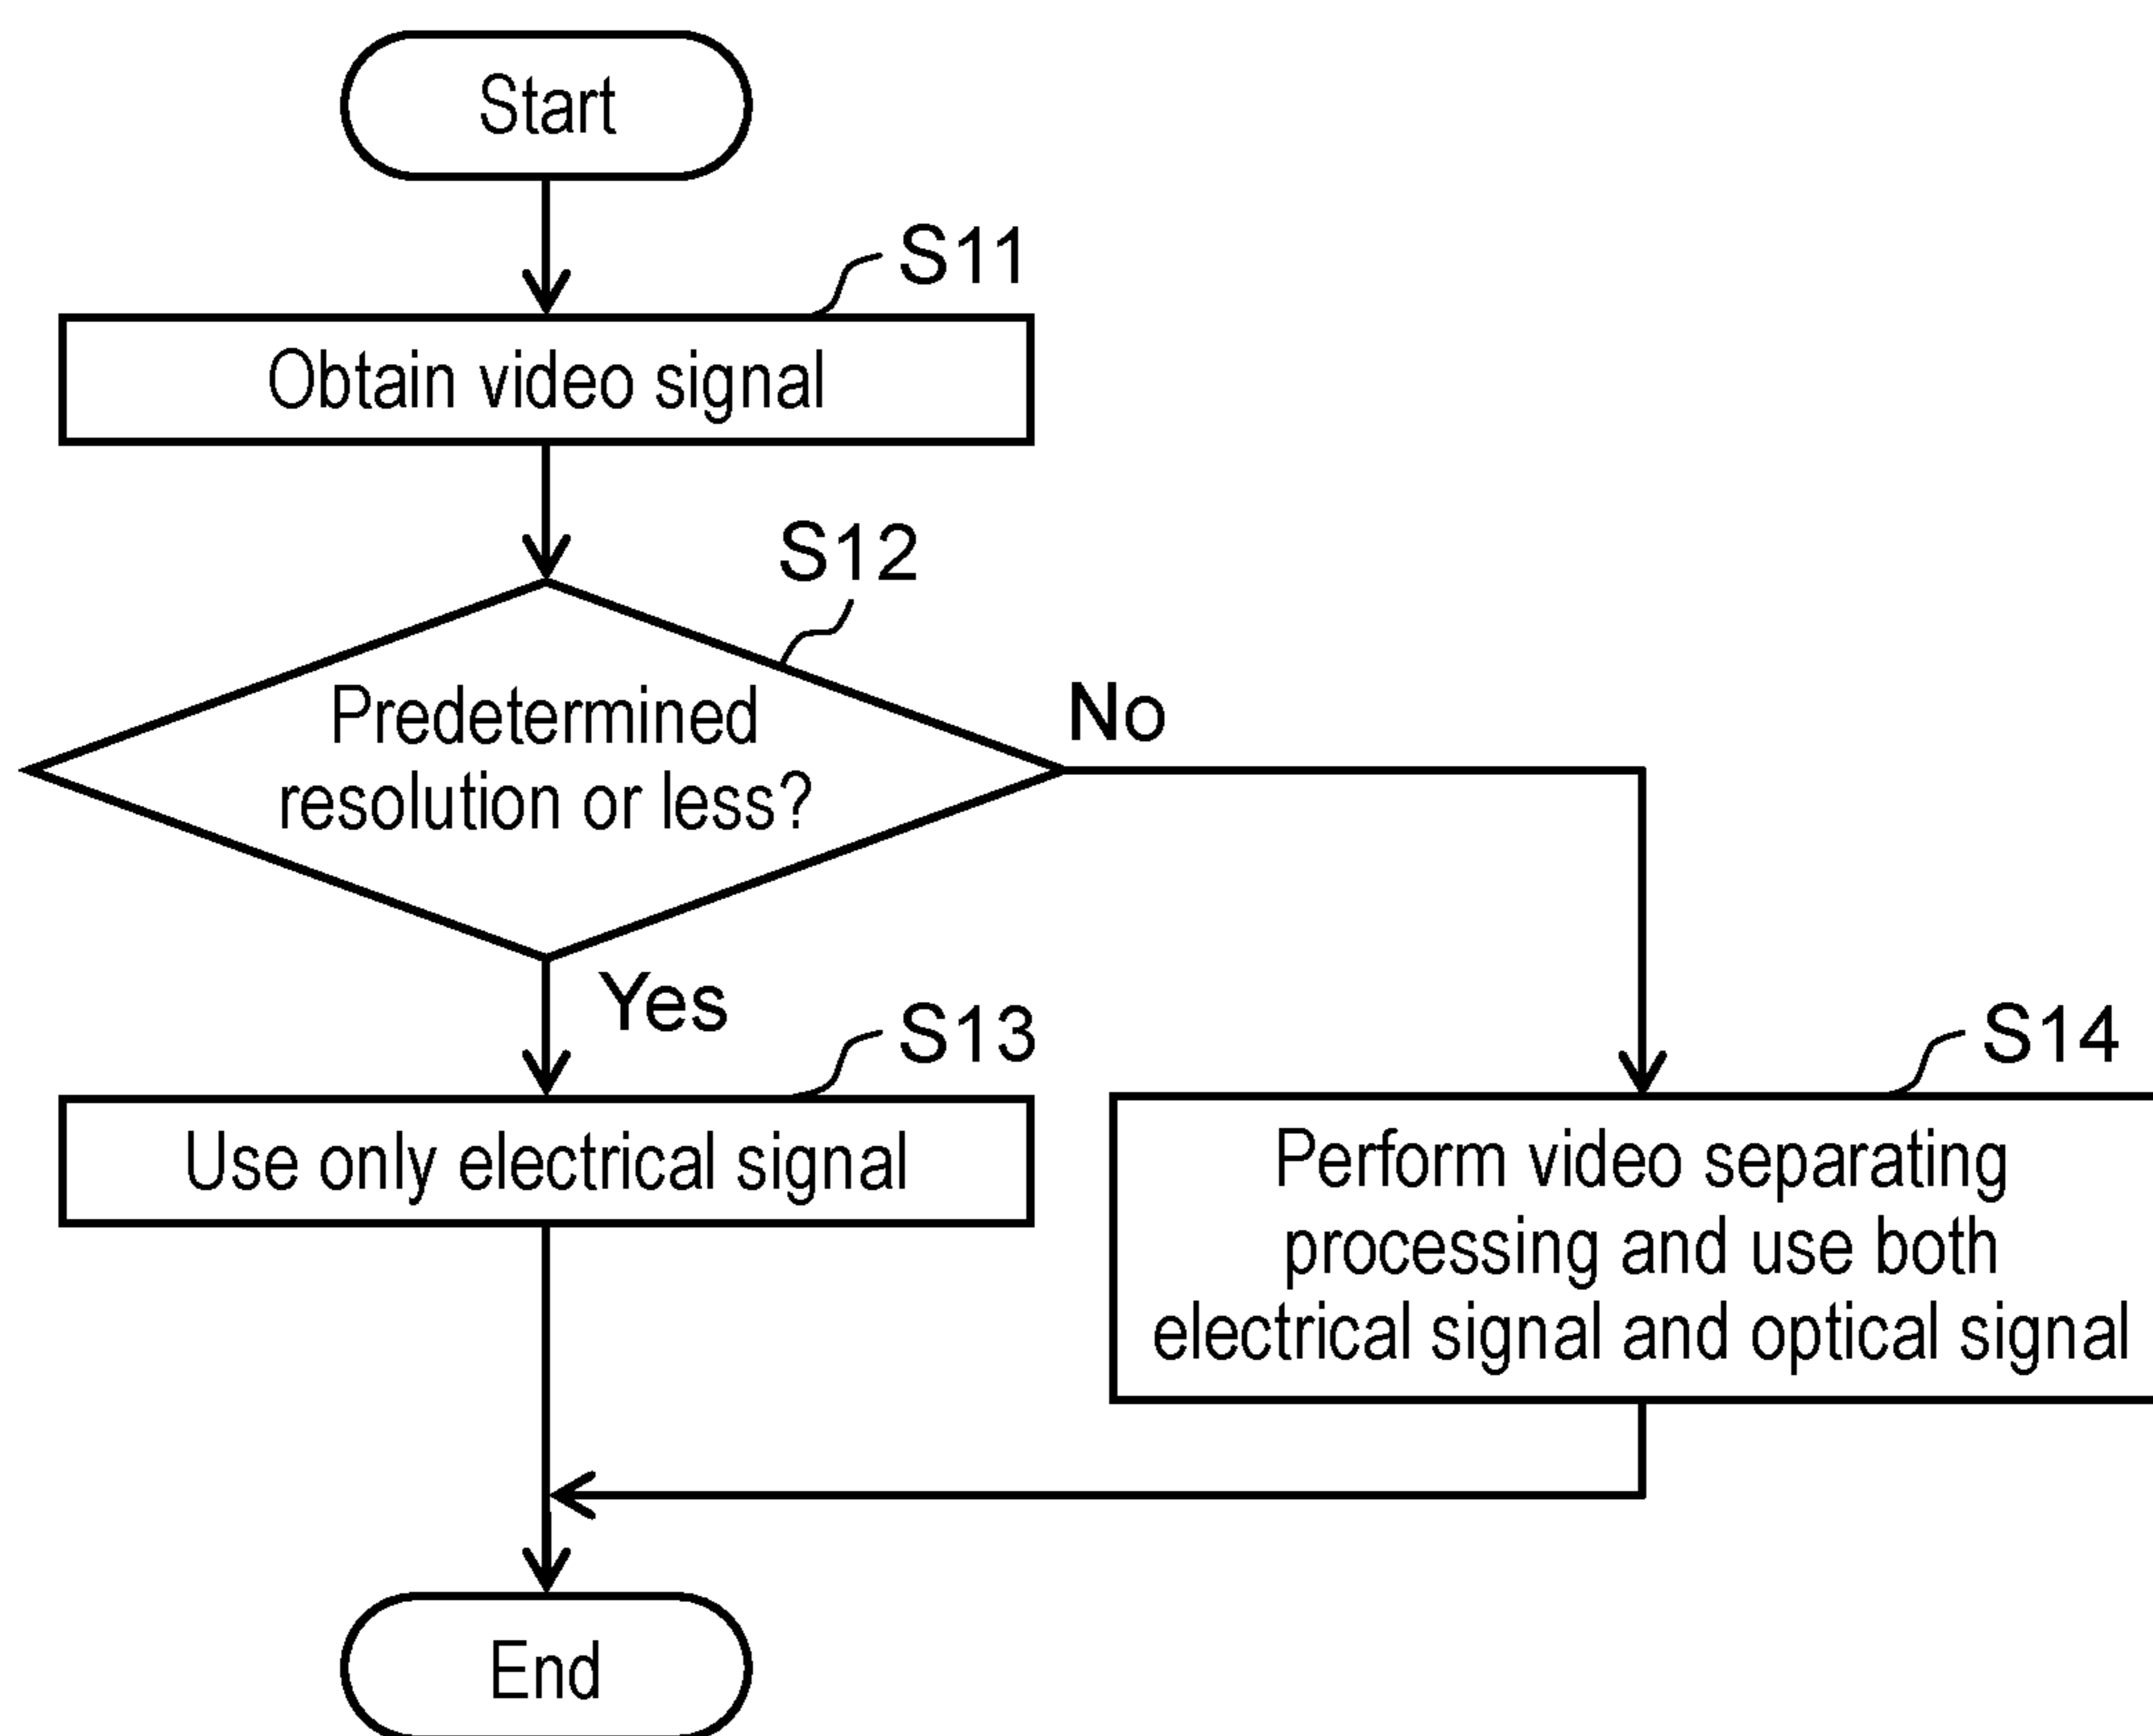 Start
S11
Obtain video signal
S12
Predetermined
resolution or less?
No
Yes
S13
Use only electrical signal
S14
Perform video separating
processing and use both
electrical signal and optical signal
End